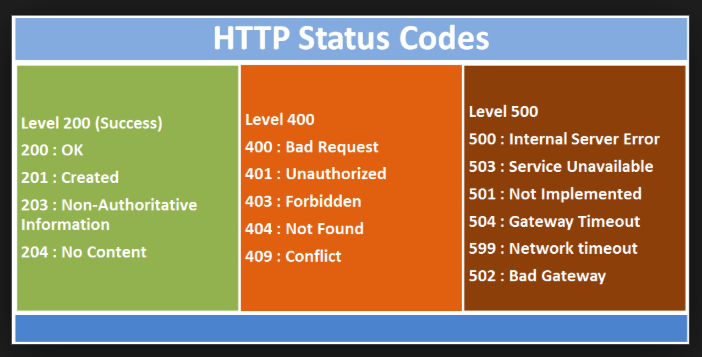 HTTP Status Codes
Level 200 (Success)
200 : OK
201 : Created
203 : Non-Authoritative
Information
204 : No Content
Level 400
400 : Bad Request
401 : Unauthorized
403 : Forbidden
404 : Not Found
409 : Conflict
Level 500
500 : Internal Server Error
503 : Service Unavailable
501 : Not Implemented
504 : Gateway Timeout
599 : Network timeout
502 : Bad Gateway